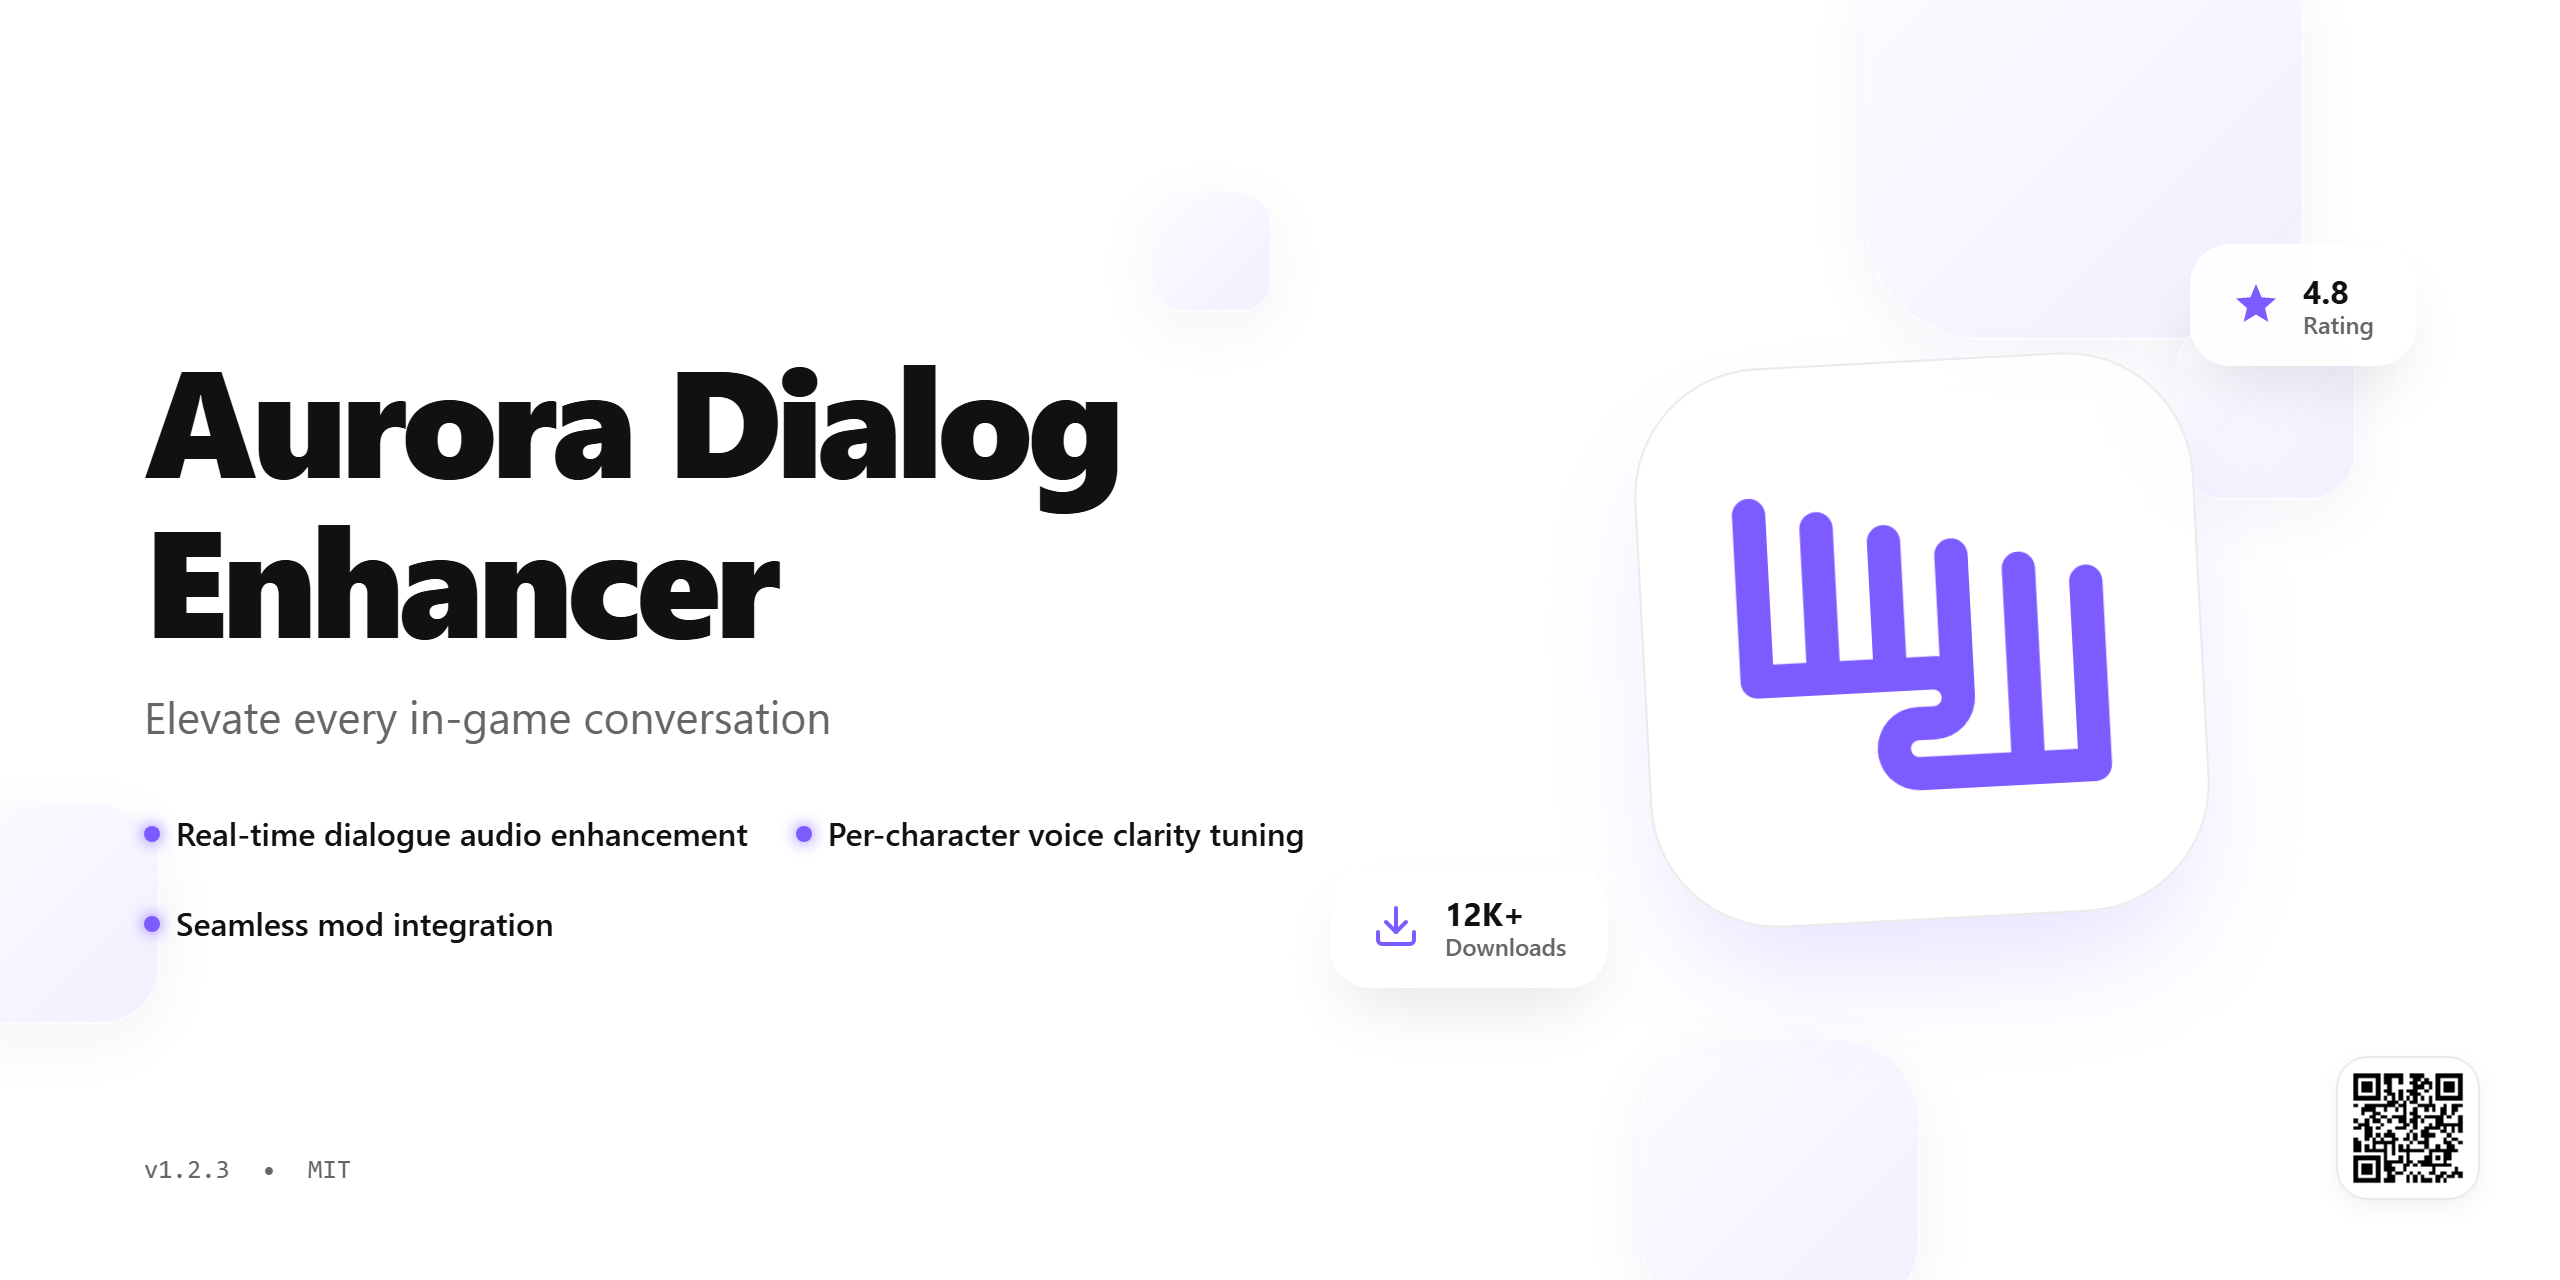 Aurora Dialog
Enhancer
Elevate every in-game conversation
Real-time dialogue audio enhancement
Per-character voice clarity tuning
Seamless mod integration
4.8
Rating
12K+
Downloads
v1.2.3 • MIT